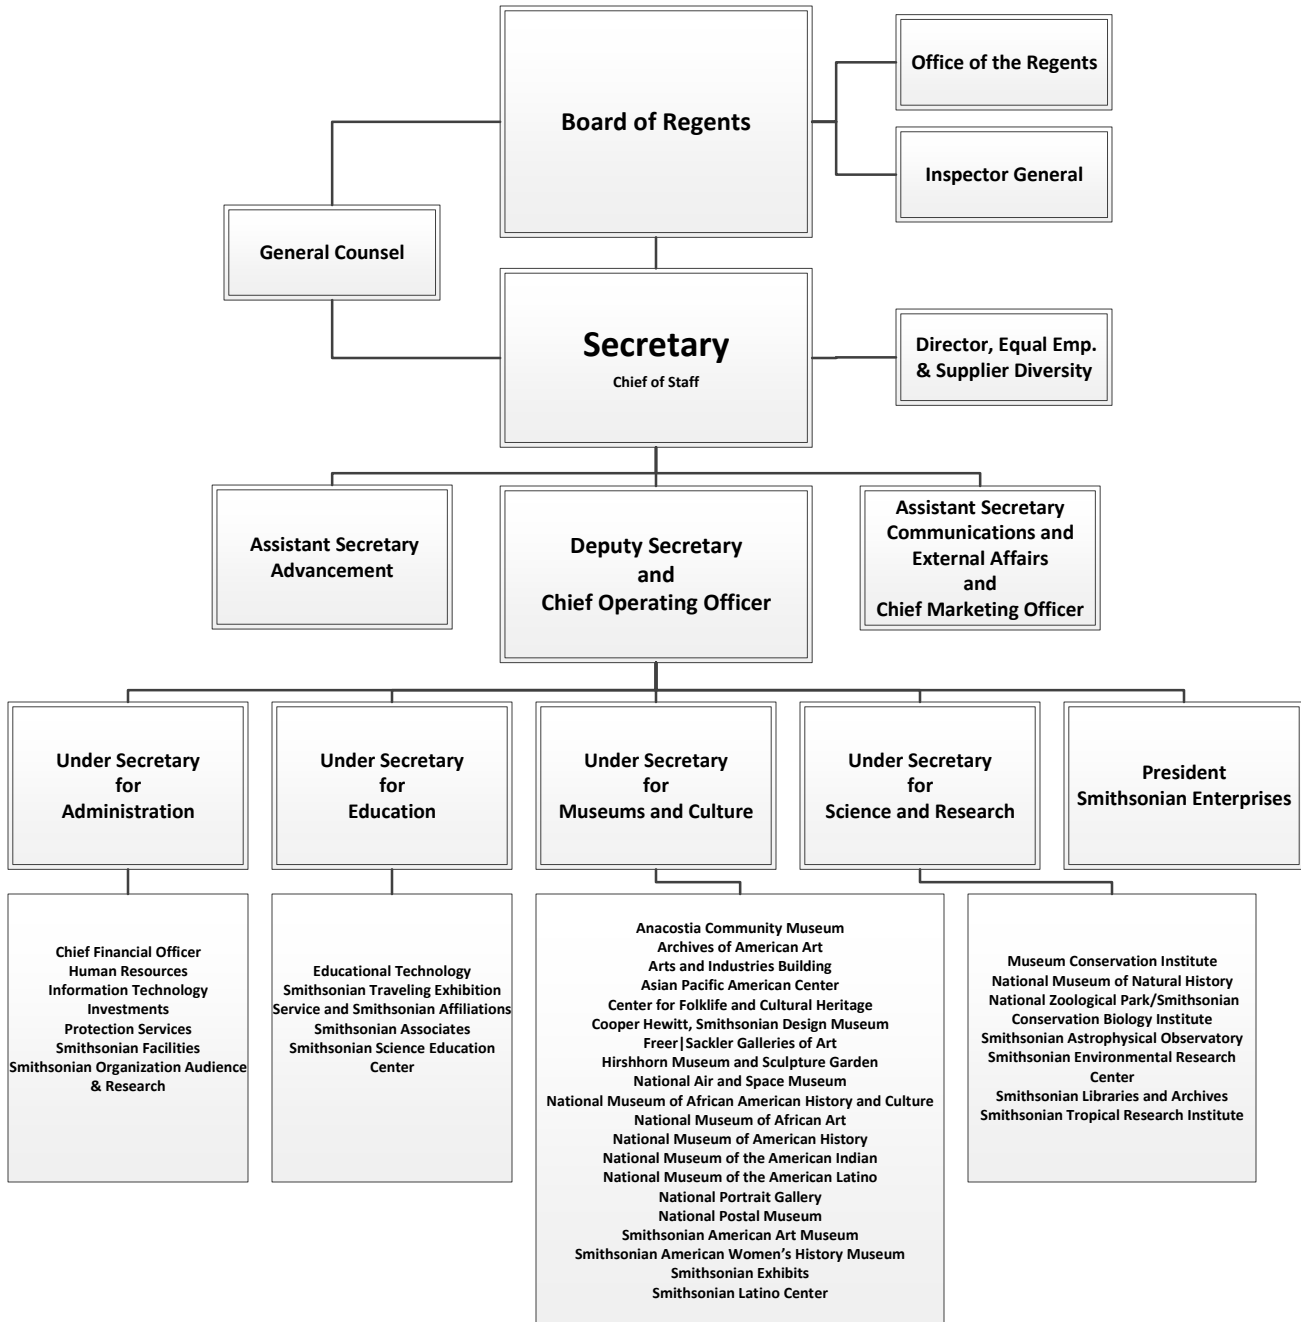 Board of Regents
Office of the Regents
Inspector General
General Counsel
Secretary
Chief of Staff
Director, Equal Emp.
& Supplier Diversity
Assistant Secretary
Advancement
Deputy Secretary
and
Chief Operating Officer
Assistant Secretary
Communications and
External Affairs
and
Chief Marketing Officer
Under Secretary
for
Administration
Under Secretary
for
Education
Under Secretary
for
Museums and Culture
Under Secretary
for
Science and Research
President
Smithsonian Enterprises
Chief Financial Officer
Human Resources
Information Technology
Investments
Protection Services
Smithsonian Facilities
Smithsonian Organization Audience
& Research
Educational Technology
Smithsonian Traveling Exhibition
Service and Smithsonian Affiliations
Smithsonian Associates
Smithsonian Science Education
Center
Anacostia Community Museum
Archives of American Art
Arts and Industries Building
Asian Pacific American Center
Center for Folklife and Cultural Heritage
Cooper Hewitt, Smithsonian Design Museum
Freer|Sackler Galleries of Art
Hirshhorn Museum and Sculpture Garden
National Air and Space Museum
National Museum of African American History and Culture
National Museum of African Art
National Museum of American History
National Museum of the American Indian
National Museum of the American Latino
National Portrait Gallery
National Postal Museum
Smithsonian American Art Museum
Smithsonian American Women’s History Museum
Smithsonian Exhibits
Smithsonian Latino Center
Museum Conservation Institute
National Museum of Natural History
National Zoological Park/Smithsonian
Conservation Biology Institute
Smithsonian Astrophysical Observatory
Smithsonian Environmental Research
Center
Smithsonian Libraries and Archives
Smithsonian Tropical Research Institute